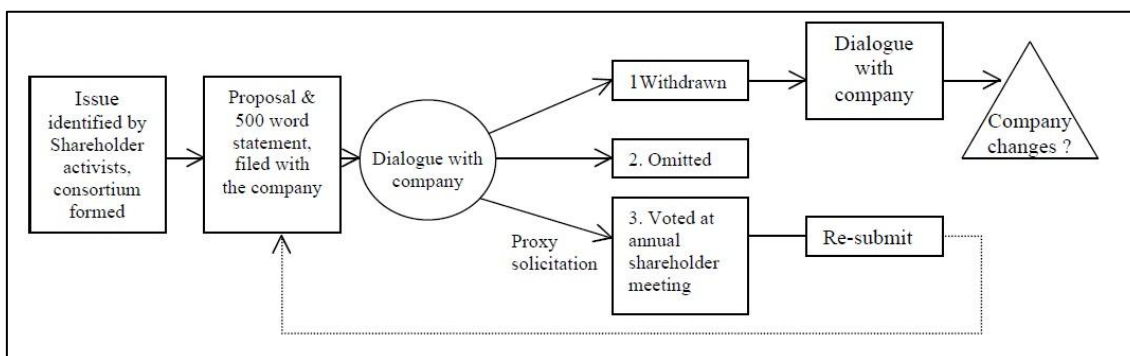 Issue
identified by
Shareholder
activists,
consortium
formed
Proposal &
500 word
statement,
filed with
the company
Dialogue with
company
1Withdrawn
Dialogue
with
company
Company
changes ?
2. Omitted
Proxy
solicitation
3. Voted at
annual
shareholder
meeting
Re-submit